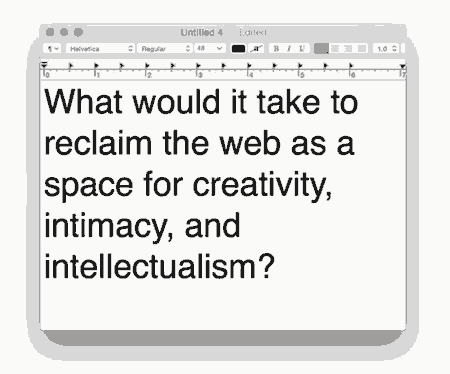 Untitled 4 Edited
Helvetica Regular 48 B I U 1.0
0 1 2 3 4 5 6 7
What would it take to
reclaim the web as a
space for creativity,
intimacy, and
intellectualism?